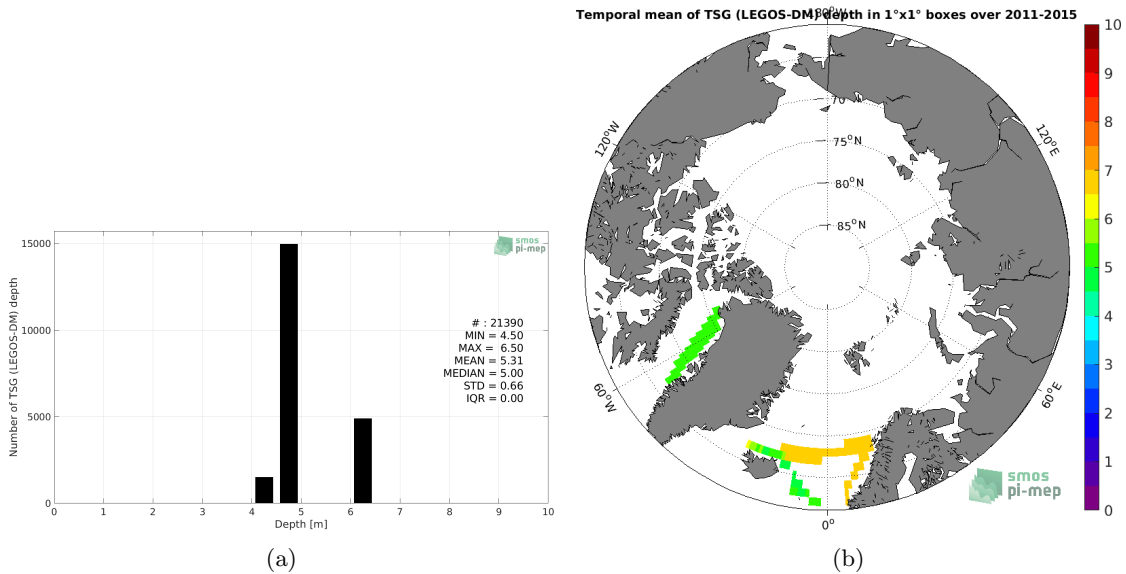 smos
pi-mep
Number of TSG (LEGOS-DM) depth
15000
10000
5000
0
# : 21390
MIN = 4.50
MAX = 6.50
MEAN = 5.31
MEDIAN = 5.00
STD = 0.66
IQR = 0.00
0 1 2 3 4 5 6 7 8 9 10
Depth [m]
(a)
Temporal mean of TSG (LEGOS-DM) depth in 1°x1° boxes over 2011-2015
180°W
120°W
120°E
70
75°N
80°N
85°N
60°W
60°E
0°
smos
pi-mep
10
9
8
7
6
5
4
3
2
1
0
(b)